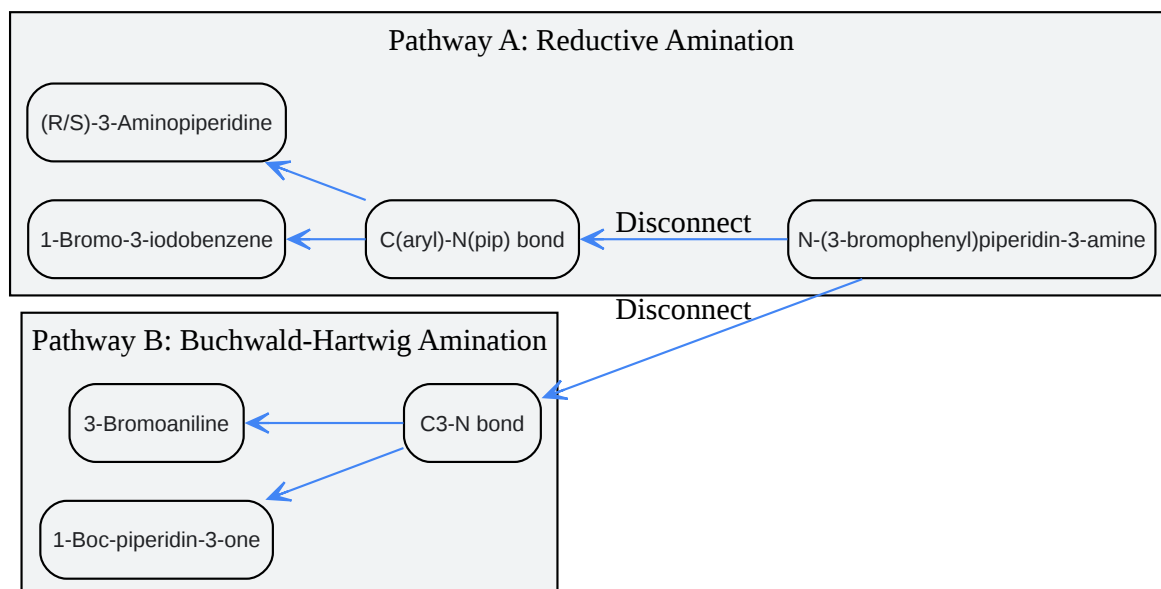 Pathway A: Reductive Amination
(R/S)-3-Aminopiperidine
1-Bromo-3-iodobenzene
C(aryl)-N(pip) bond
Disconnect
N-(3-bromophenyl)piperidin-3-amine
Disconnect
Pathway B: Buchwald-Hartwig Amination
3-Bromoaniline
C3-N bond
1-Boc-piperidin-3-one